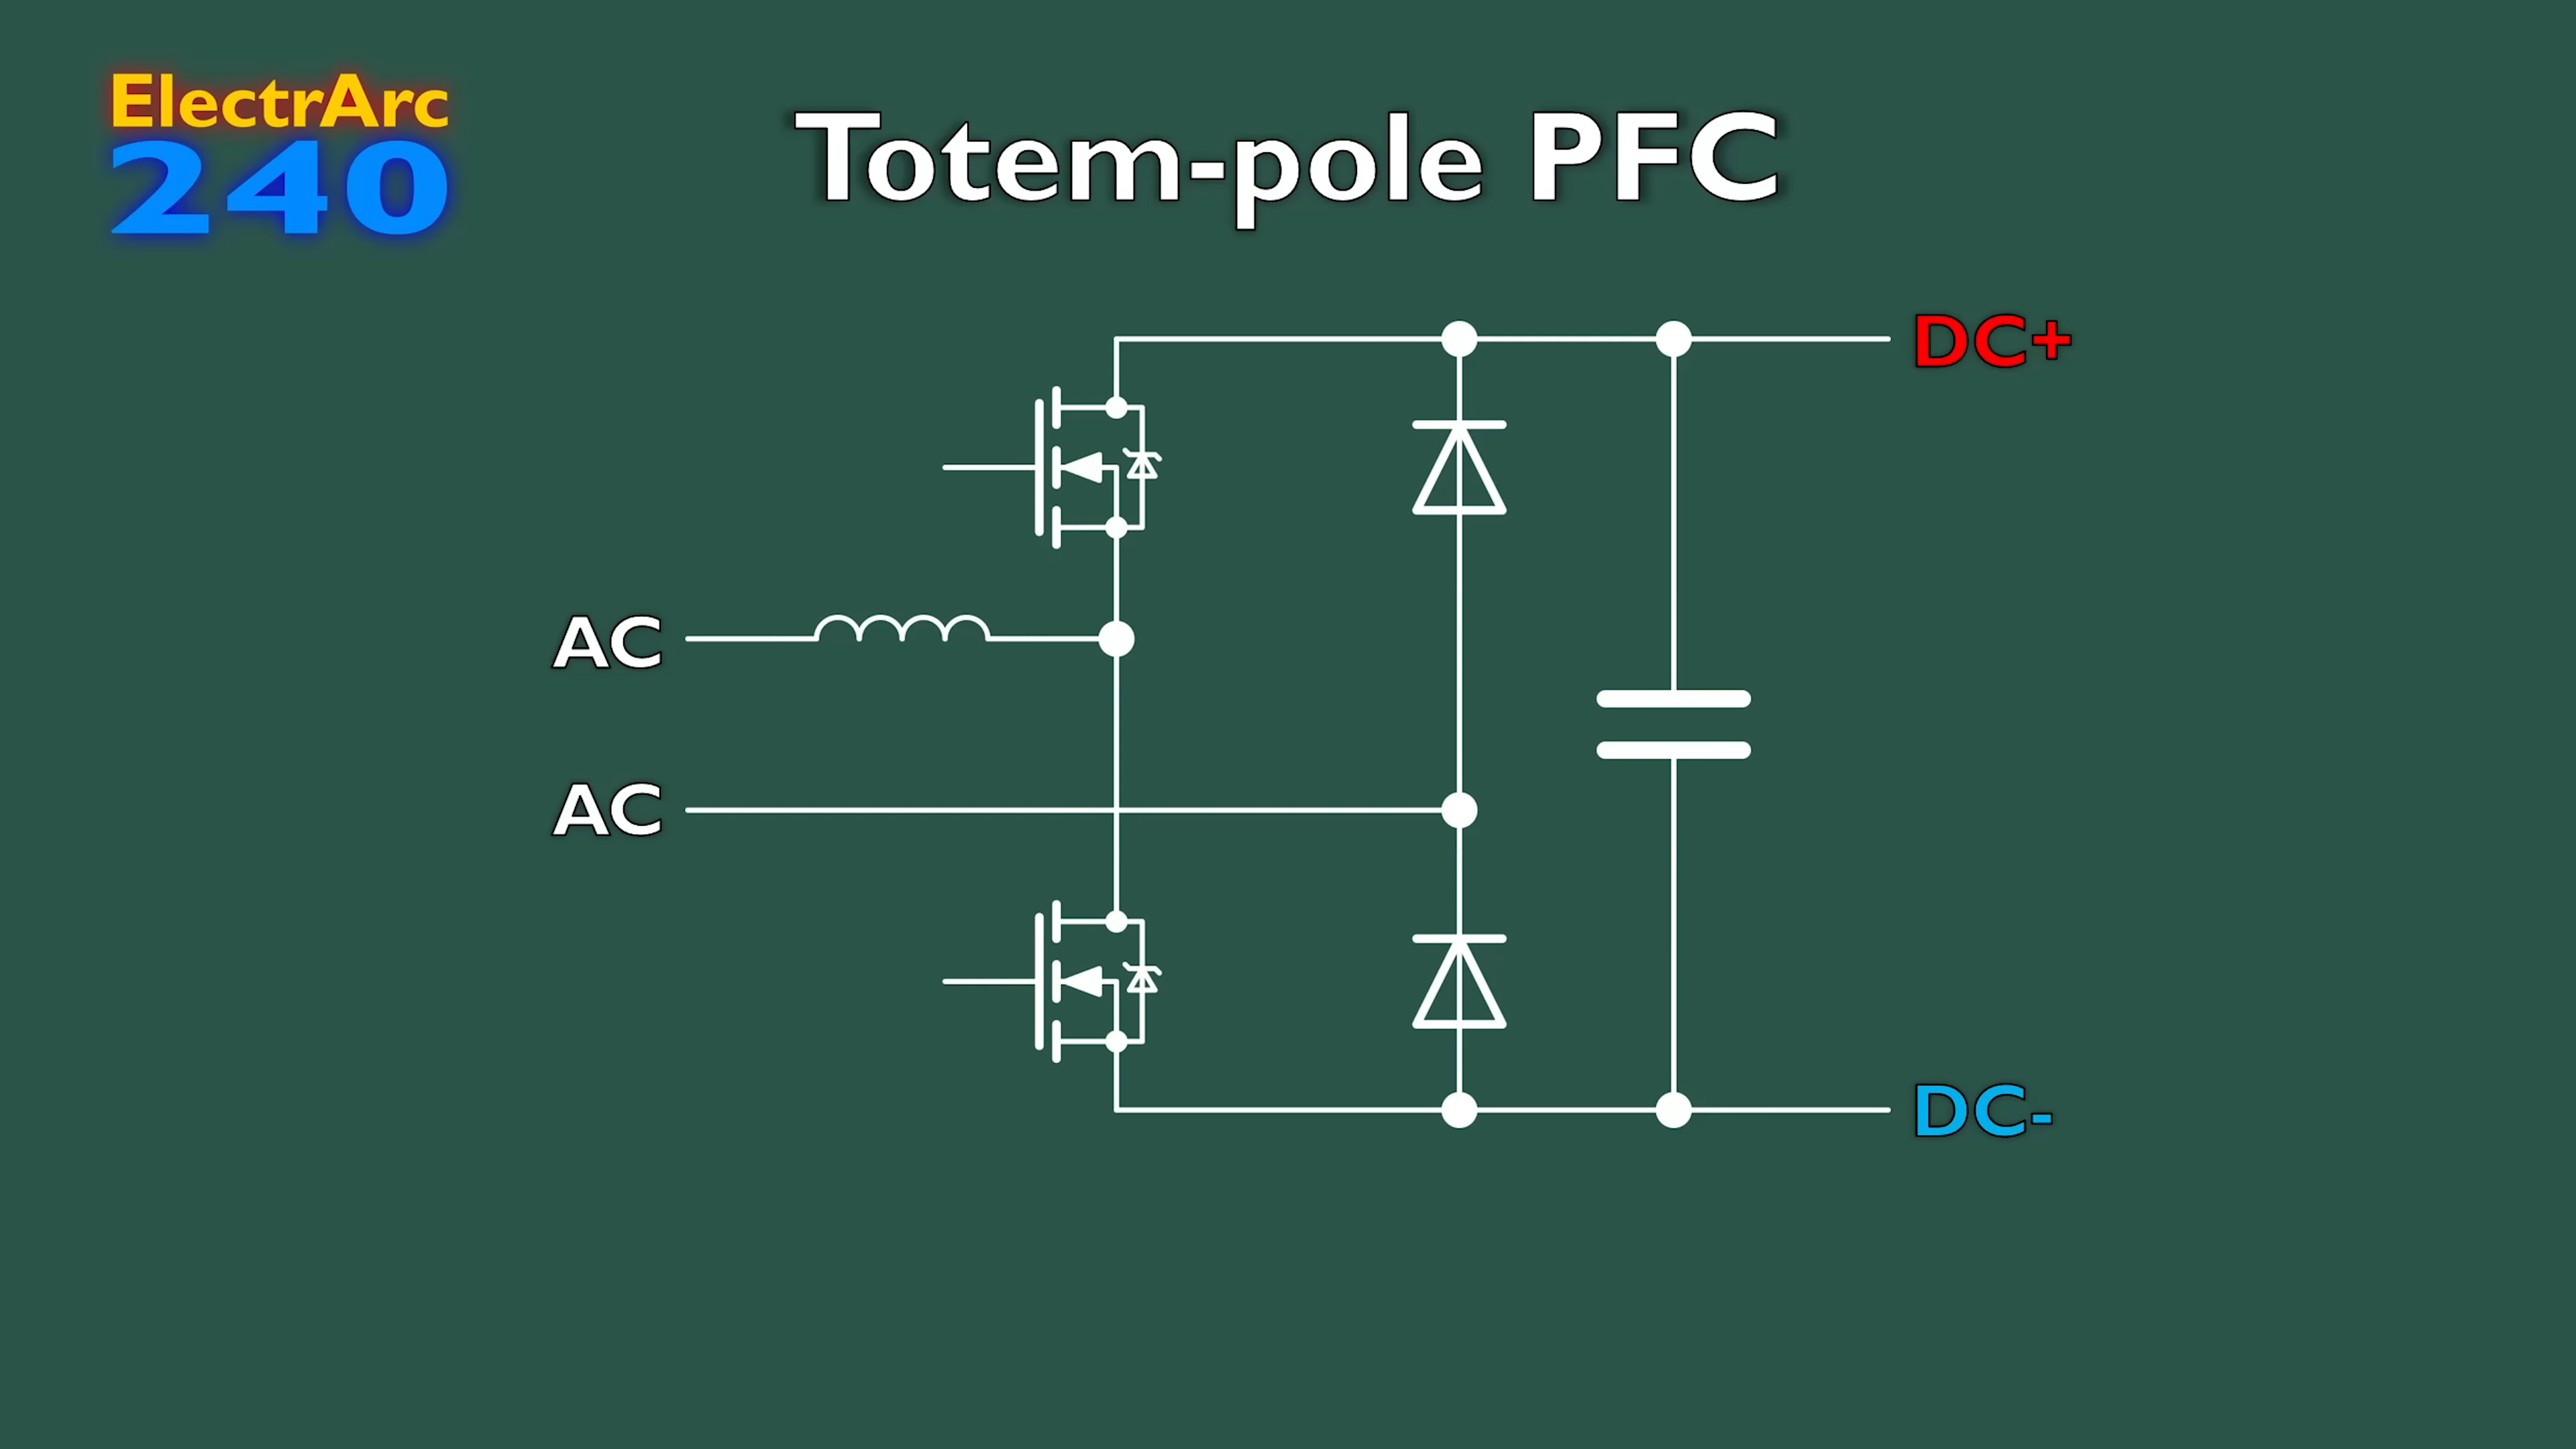 ElectrArc
240
Totem-pole PFC
DC+
AC
AC
DC-